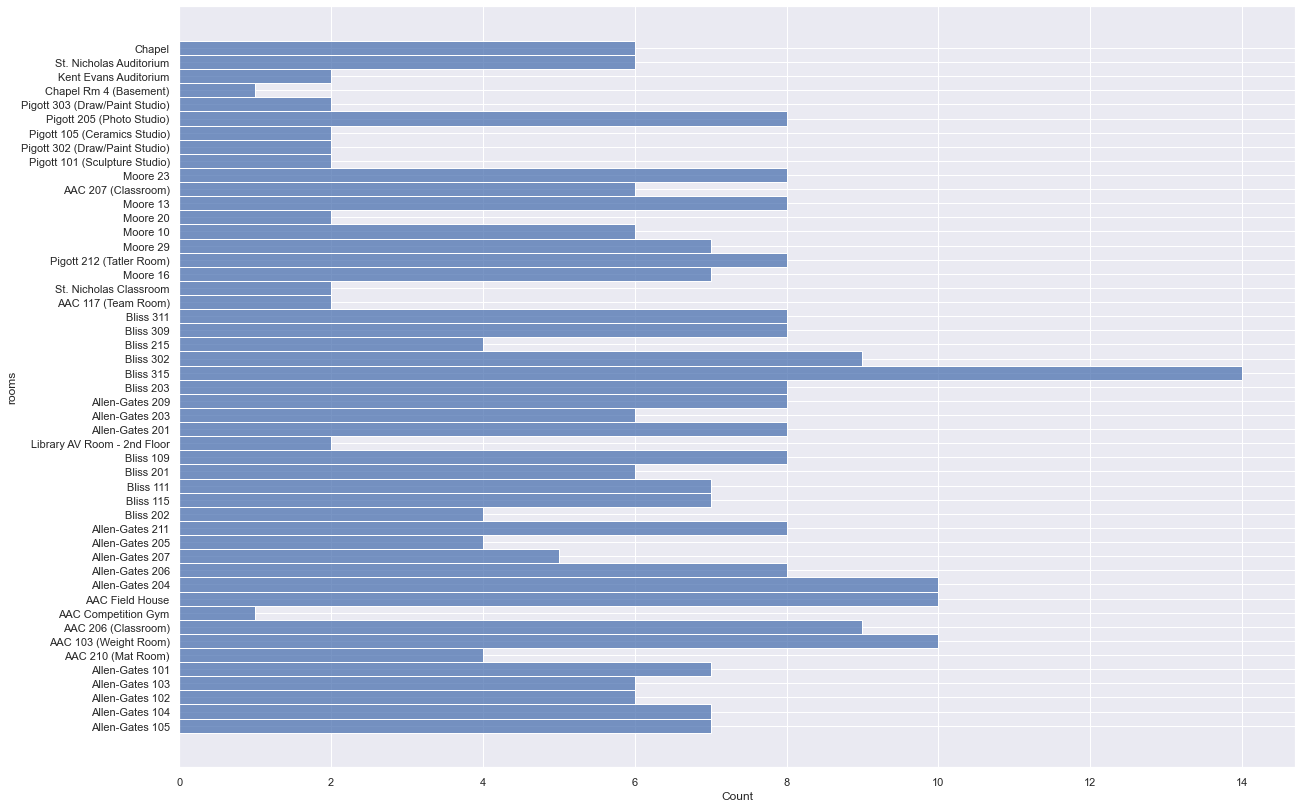 Chapel
St. Nicholas Auditorium
Kent Evans Auditorium
Chapel Rm 4 (Basement)
Pigott 303 (Draw/Paint Studio)
Pigott 205 (Photo Studio)
Pigott 105 (Ceramics Studio)
Pigott 302 (Draw/Paint Studio)
Pigott 101 (Sculpture Studio)
Moore 23
AAC 207 (Classroom)
Moore 13
Moore 20
Moore 10
Moore 29
Pigott 212 (Tatler Room)
Moore 16
St. Nicholas Classroom
AAC 117 (Team Room)
Bliss 311
Bliss 309
Bliss 215
Bliss 302
Bliss 315
Bliss 203
Allen-Gates 209
Allen-Gates 203
Allen-Gates 201
Library AV Room - 2nd Floor
Bliss 109
Bliss 201
Bliss 111
Bliss 115
Bliss 202
Allen-Gates 211
Allen-Gates 205
Allen-Gates 207
Allen-Gates 206
Allen-Gates 204
AAC Field House
AAC Competition Gym
AAC 206 (Classroom)
AAC 103 (Weight Room)
AAC 210 (Mat Room)
Allen-Gates 101
Allen-Gates 103
Allen-Gates 102
Allen-Gates 104
Allen-Gates 105
rooms
0 2 4 6 8 10 12 14
Count